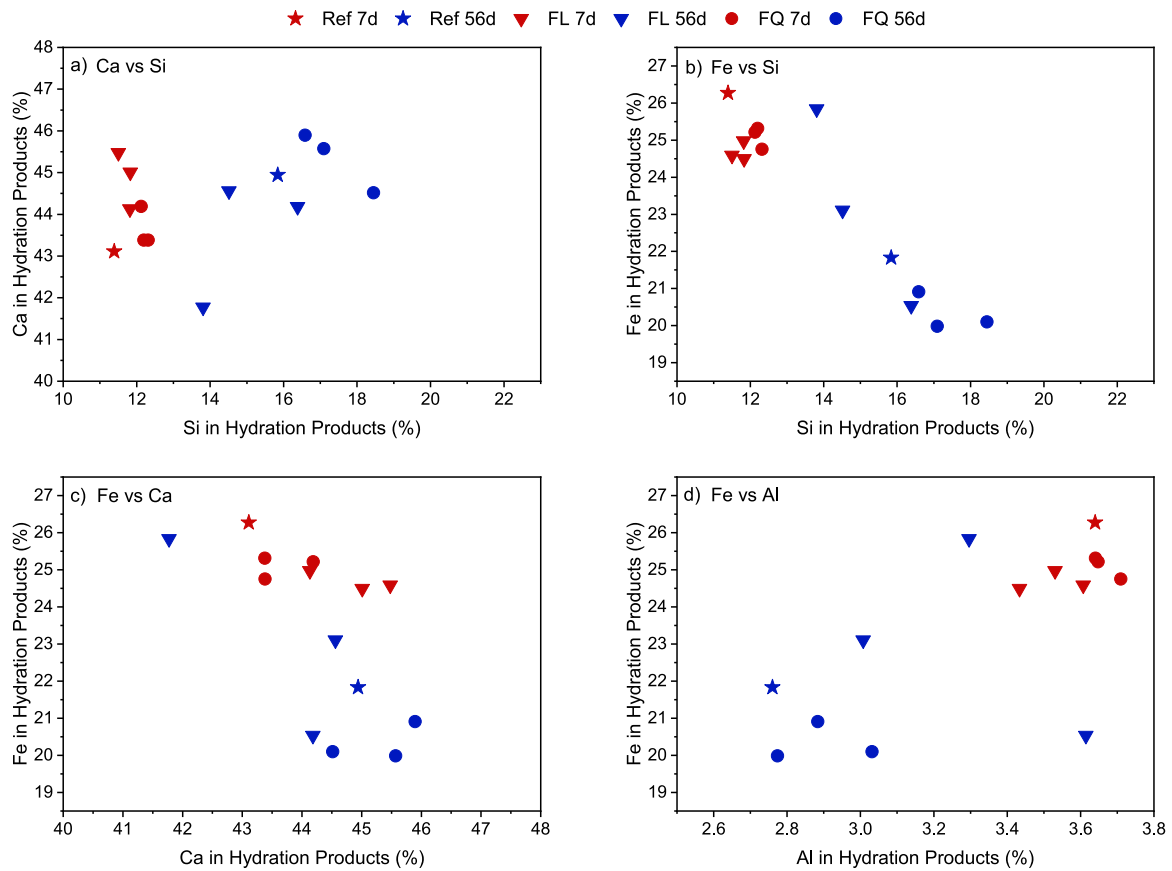 Ref 7d Ref 56d FL 7d FL 56d FQ 7d FQ 56d
a) Ca vs Si
48
47
46
45
44
43
42
41
40
Ca in Hydration Products (%)
10 12 14 16 18 20 22
Si in Hydration Products (%)
b) Fe vs Si
27
26
25
24
23
22
21
20
19
Fe in Hydration Products (%)
10 12 14 16 18 20 22
Si in Hydration Products (%)
c) Fe vs Ca
27
26
25
24
23
22
21
20
19
Fe in Hydration Products (%)
40 41 42 43 44 45 46 47 48
Ca in Hydration Products (%)
d) Fe vs Al
27
26
25
24
23
22
21
20
19
Fe in Hydration Products (%)
2.6 2.8 3.0 3.2 3.4 3.6 3.8
Al in Hydration Products (%)